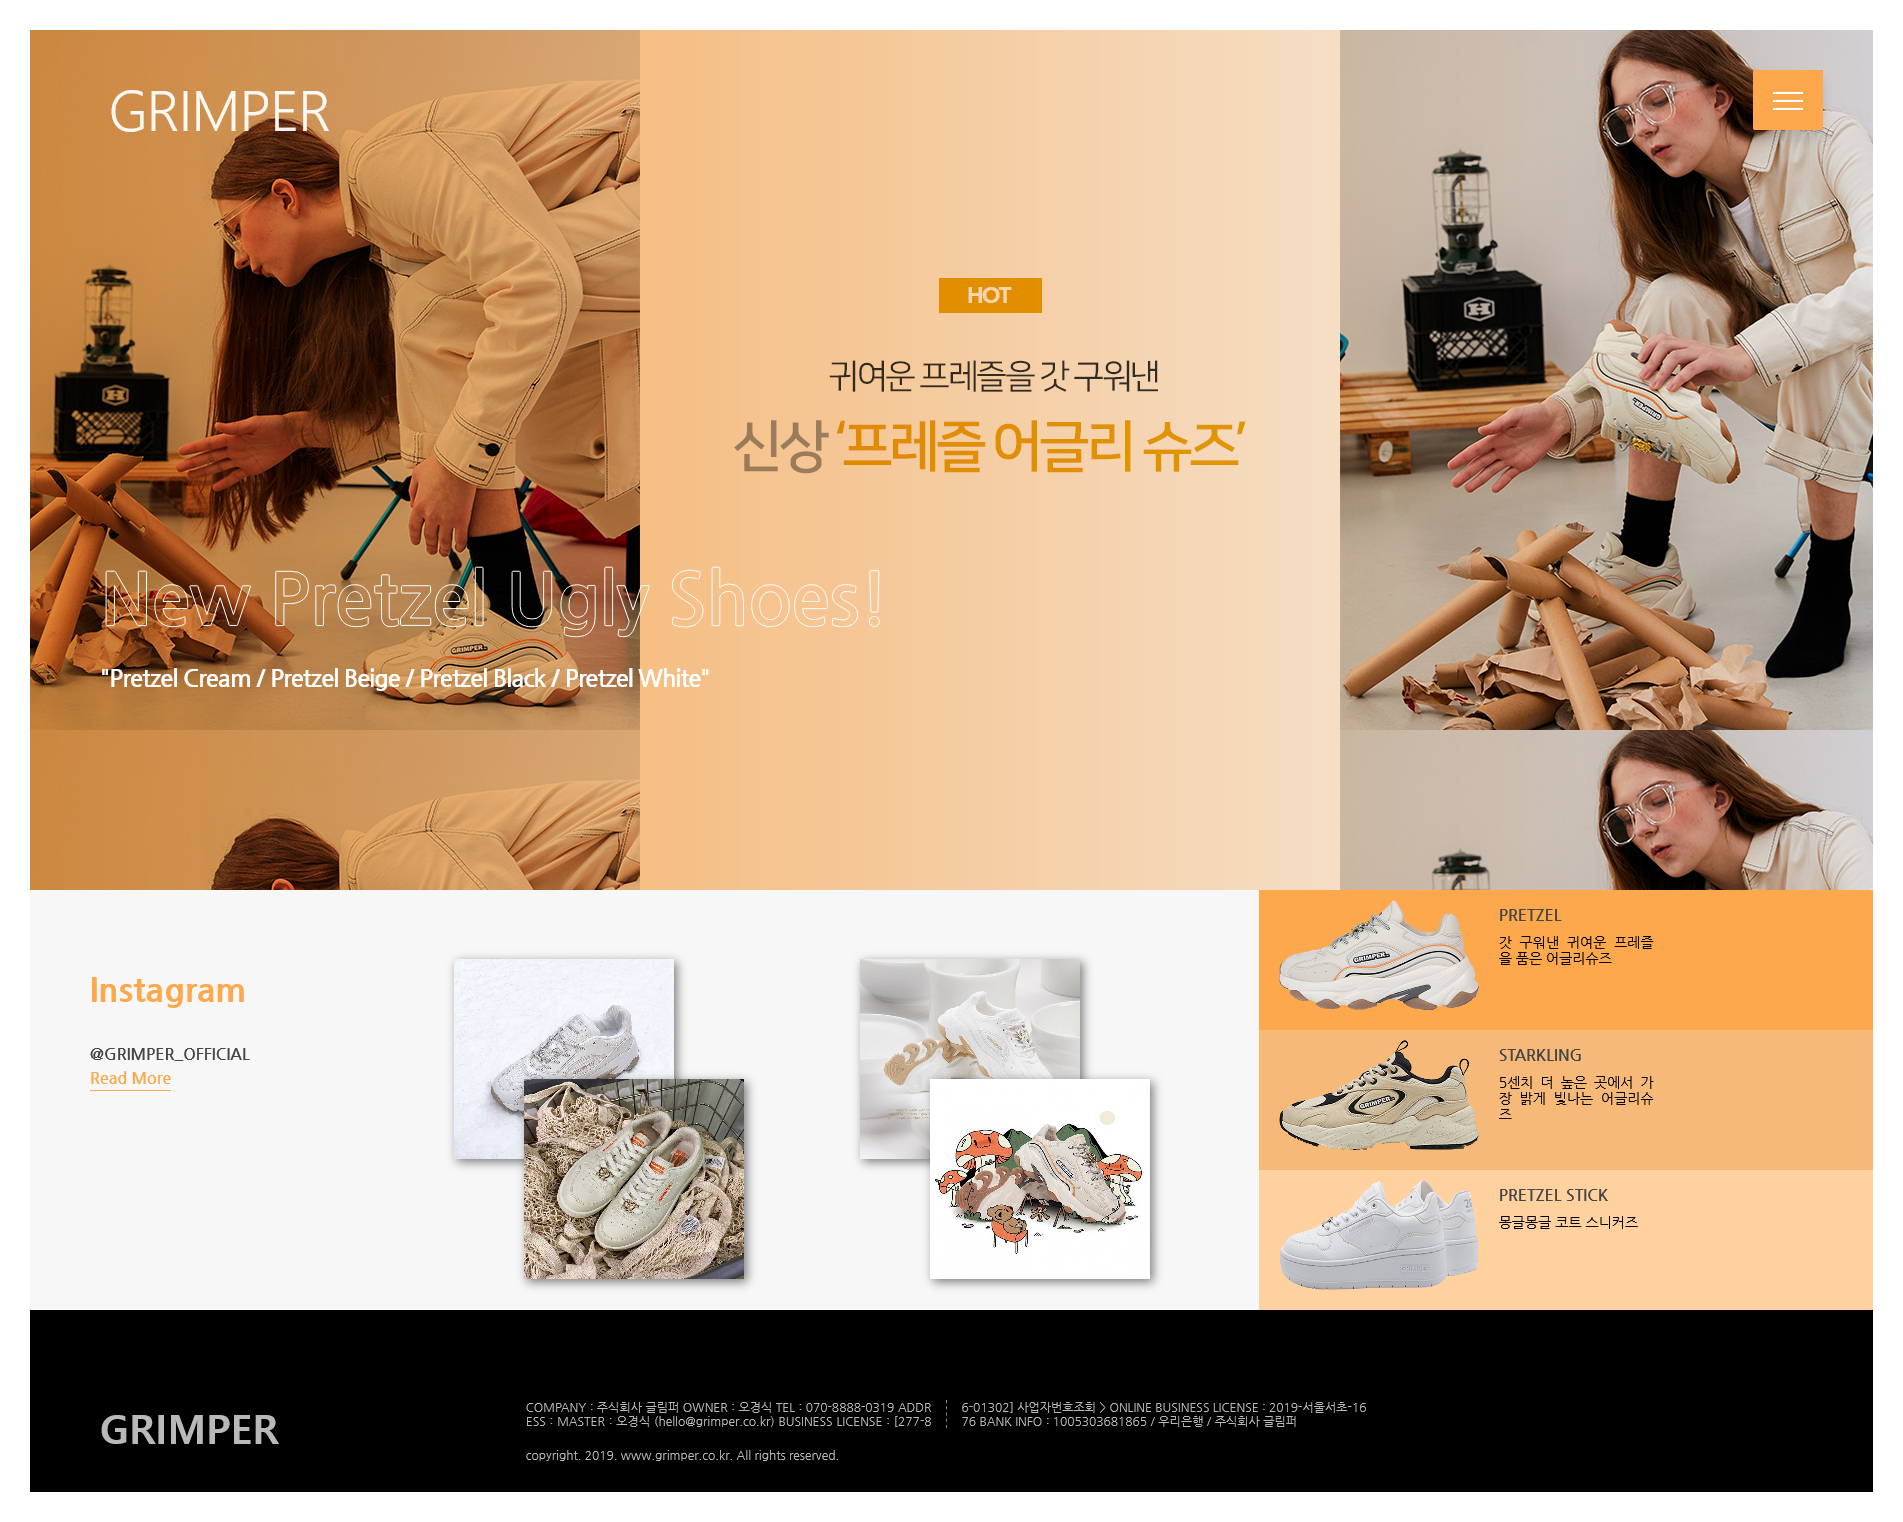 GRIMPER
HOT
귀여운 프레즐을 갓 구워낸
신상 ‘프레즐 어글리 슈즈’
New Pretzel Ugly Shoes!
"Pretzel Cream / Pretzel Beige / Pretzel Black / Pretzel White"
Instagram
@GRIMPER_OFFICIAL
Read More
PRETZEL
갓 구워낸 귀여운 프레즐
을 품은 어글리슈즈
STARKLING
5센치 더 높은 곳에서 가
장 밝게 빛나는 어글리슈
즈
PRETZEL STICK
몽글몽글 코트 스니커즈
GRIMPER
COMPANY : 주식회사 글림퍼 OWNER : 오경식 TEL : 070-8888-0319 ADDR
ESS : MASTER : 오경식 (hello@grimper.co.kr) BUSINESS LICENSE : [277-8
6-01302] 사업자번호조회 > ONLINE BUSINESS LICENSE : 2019-서울서초-16
76 BANK INFO : 1005303681865 / 우리은행 / 주식회사 글림퍼
copyright. 2019. www.grimper.co.kr. All rights reserved.